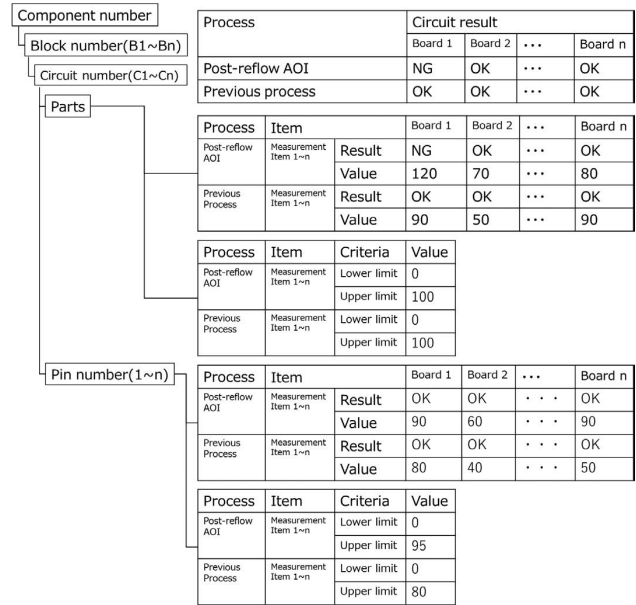 Component number
Block number(B1~Bn)
Circuit number(C1~Cn)
Parts
Pin number(1~n)
Process Circuit result
Board 1 Board 2 ・・・ Board n
Post-reflow AOI NG OK ・・・ OK
Previous process OK OK ・・・ OK
Process Item Board 1 Board 2 ・・・ Board n
Post-reflow Measurement Result NG OK ・・・ OK
AOI Item 1~n
Value 120 70 ・・・ 80
Previous Measurement Result OK OK ・・・ OK
Process Item 1~n
Value 90 50 ・・・ 90
Process Item Criteria Value
Post-reflow Measurement Lower limit 0
AOI Item 1~n
Upper limit 100
Previous Measurement Lower limit 0
Process Item 1~n
Upper limit 100
Process Item Board 1 Board 2 ・・・ Board n
Post-reflow Measurement Result OK OK ・・・ OK
AOI Item 1~n
Value 90 60 ・・・ 90
Previous Measurement Result OK OK ・・・ OK
Process Item 1~n
Value 80 40 ・・・ 50
Process Item Criteria Value
Post-reflow Measurement Lower limit 0
AOI Item 1~n
Upper limit 95
Previous Measurement Lower limit 0
Process Item 1~n
Upper limit 80